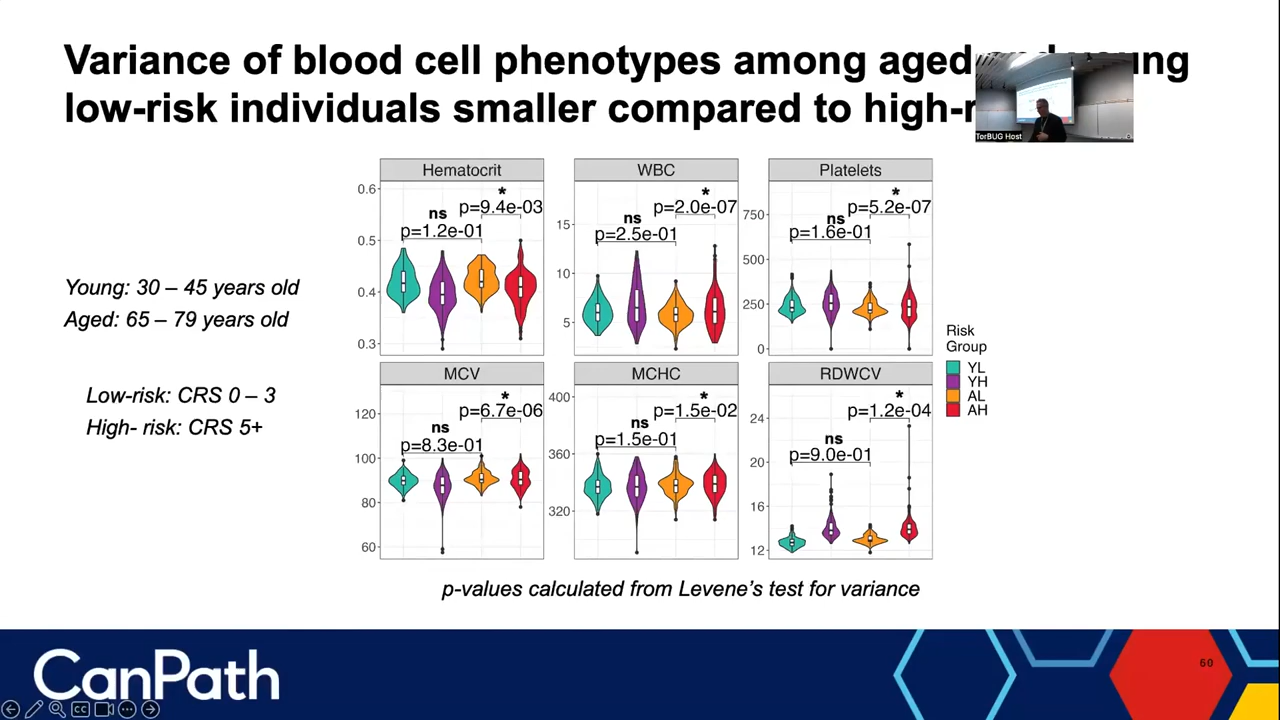 Variance of blood cell phenotypes among aged
low-risk individuals smaller compared to high-
TorBUG Host
Young: 30 – 45 years old
Aged: 65 – 79 years old
Low-risk: CRS 0 – 3
High- risk: CRS 5+
Hematocrit
0.6
0.5
0.4
0.3
*
p=9.4e-03
ns
p=1.2e-01
WBC
15
10
5
*
p=2.0e-07
ns
p=2.5e-01
Platelets
750
500
250
0
*
p=5.2e-07
ns
p=1.6e-01
MCV
120
100
80
60
*
p=6.7e-06
ns
p=8.3e-01
MCHC
400
360
320
*
p=1.5e-02
ns
p=1.5e-01
RDWCV
24
20
16
12
*
p=1.2e-04
ns
p=9.0e-01
Risk
Group
YL
YH
AL
AH
p-values calculated from Levene's test for variance
CanPath
60
CC